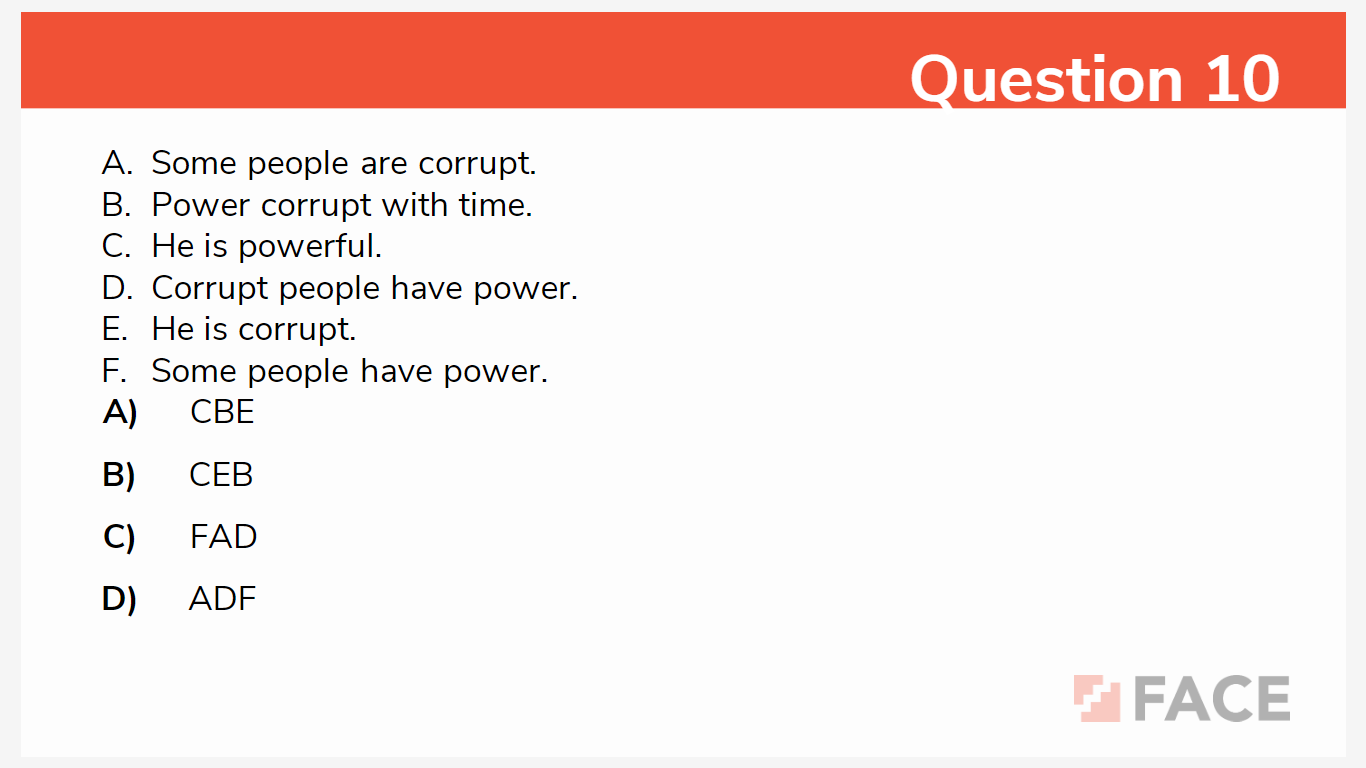 Question 10
A. Some people are corrupt.
B. Power corrupt with time.
C. He is powerful.
D. Corrupt people have power.
E. He is corrupt.
F. Some people have power.
A) CBE
B) CEB
C) FAD
D) ADF
FACE